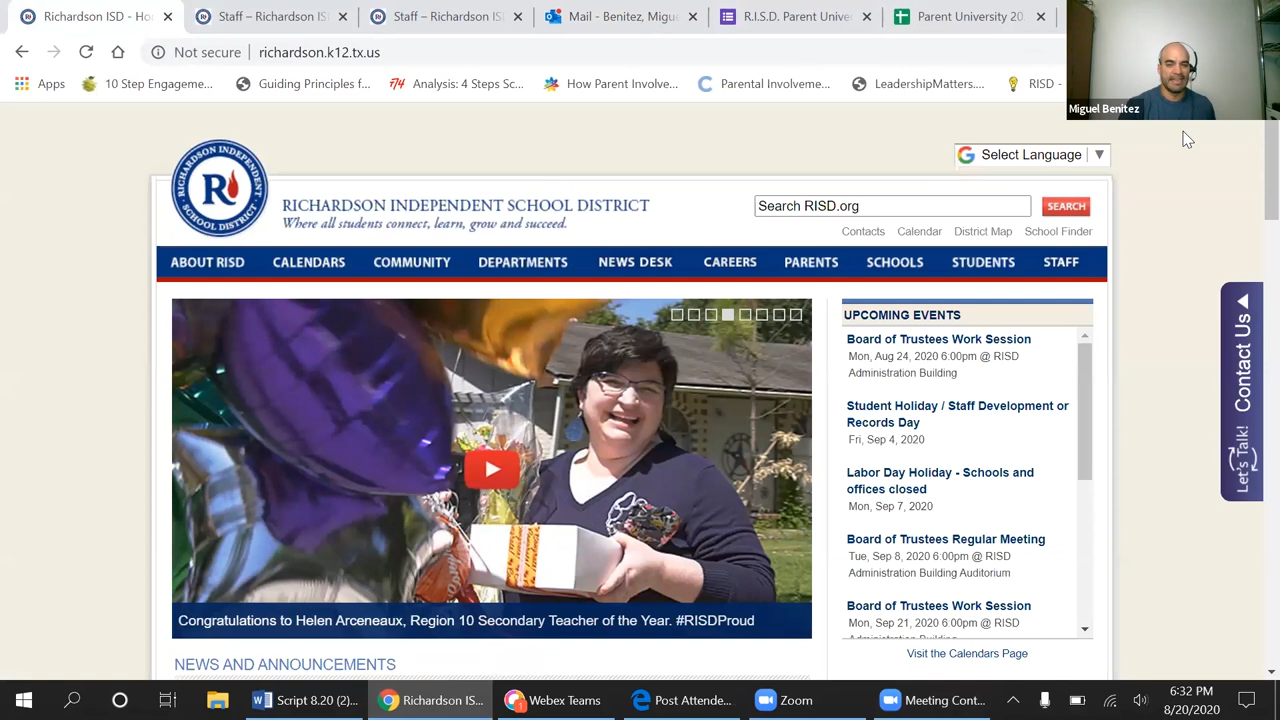 Richardson ISD - Ho
Staff – Richardson IS
Staff – Richardson IS
Mail - Benitez, Migue
R.I.S.D. Parent Univer
Parent University 202
Not secure
richardson.k12.tx.us
Apps
10 Step Engageme...
Guiding Principles f...
Analysis: 4 Steps Sc...
How Parent Involve...
Parental Involveme...
LeadershipMatters....
RISD -
Miguel Benitez
Select Language
RICHARDSON INDEPENDENT SCHOOL DISTRICT
R
RICHARDSON INDEPENDENT SCHOOL DISTRICT
Where all students connect, learn, grow and succeed.
Search RISD.org
SEARCH
Contacts
Calendar
District Map
School Finder
ABOUT RISD
CALENDARS
COMMUNITY
DEPARTMENTS
NEWS DESK
CAREERS
PARENTS
SCHOOLS
STUDENTS
STAFF
UPCOMING EVENTS
Board of Trustees Work Session
Mon, Aug 24, 2020 6:00pm @ RISD
Administration Building
Student Holiday / Staff Development or
Records Day
Fri, Sep 4, 2020
Labor Day Holiday - Schools and
offices closed
Mon, Sep 7, 2020
Board of Trustees Regular Meeting
Tue, Sep 8, 2020 6:00pm @ RISD
Administration Building Auditorium
Board of Trustees Work Session
Mon, Sep 21, 2020 6:00pm @ RISD
Administration Building
Visit the Calendars Page
Let's Talk! Contact Us
Congratulations to Helen Arceneaux, Region 10 Secondary Teacher of the Year. #RISDProud
NEWS AND ANNOUNCEMENTS
Script 8.20 (2)...
Richardson IS...
Webex Teams
Post Attende...
Zoom
Meeting Cont...
6:32 PM
8/20/2020